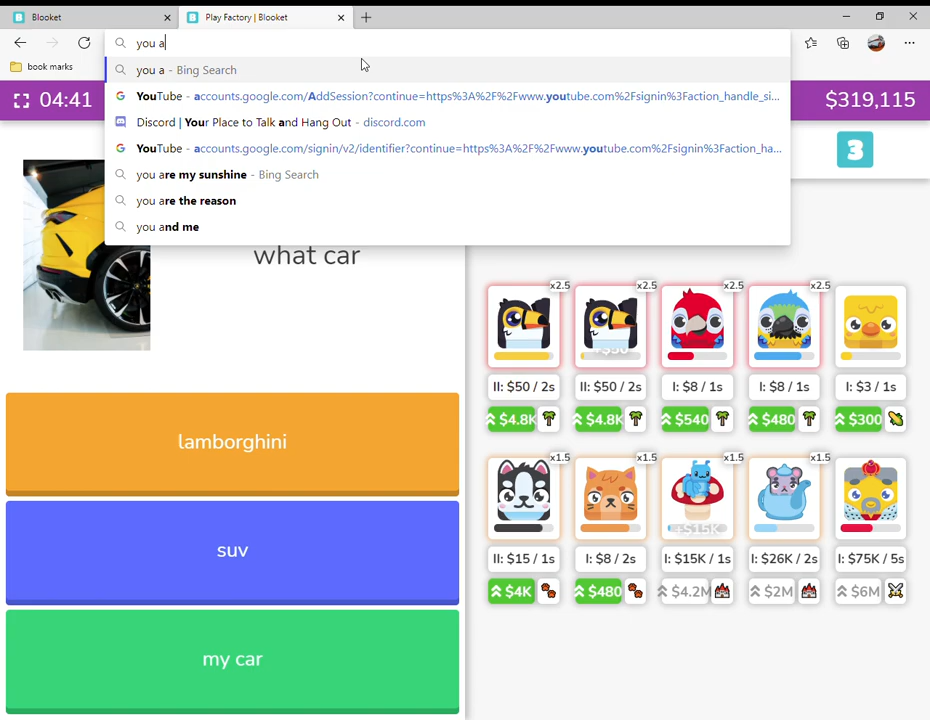 Blooket
Play Factory | Blooket
you a
book marks
you a - Bing Search
YouTube - accounts.google.com/AddSession?continue=https%3A%2F%2Fwww.youtube.com%2Fsignin%3Faction_handle_si...
Discord | Your Place to Talk and Hang Out - discord.com
YouTube - accounts.google.com/signin/v2/identifier?continue=https%3A%2F%2Fwww.youtube.com%2Fsignin%3Faction_ha...
you are my sunshine - Bing Search
you are the reason
you and me
04:41
$319,115
3
what car
lamborghini
suv
my car
x2.5 x2.5 x2.5 x2.5
+$50
II: $50 / 2s II: $50 / 2s I: $8 / 1s I: $8 / 1s I: $3 / 1s
$4.8K $4.8K $540 $480 $300
x1.5 x1.5 x1.5 x1.5
+$15K
II: $15 / 1s I: $8 / 2s I: $15K / 1s I: $26K / 2s I: $75K / 5s
$4K $480 $4.2M $2M $6M